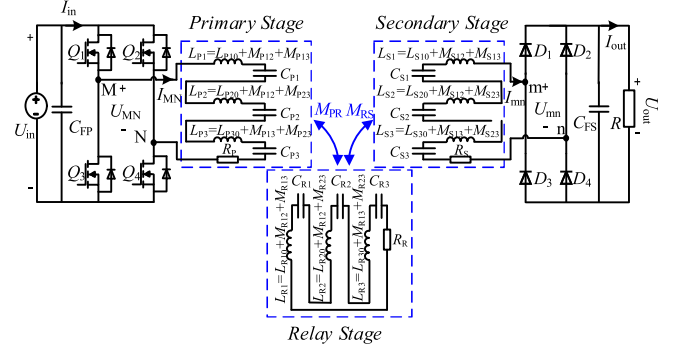 Primary Stage
Secondary Stage
I_in
+
Q_1
Q_2
M
+
U_MN
-
N
I_MN
U_in
C_FP
Q_3
Q_4
-
L_P1=L_P10+M_P12+M_P13
C_P1
L_P2=L_P20+M_P12+M_P23
C_P2
L_P3=L_P30+M_P13+M_P23
R_P
C_P3
M_PR
M_RS
L_S1=L_S10+M_S12+M_S13
C_S1
L_S2=L_S20+M_S12+M_S23
C_S2
L_S3=L_S30+M_S13+M_S23
C_S3
R_S
I_mn
m
+
U_mn
-
n
D_1
D_2
D_3
D_4
I_out
C_FS
R
+
U_out
-
L_R1=L_R10+M_R12+M_R13
C_R1
L_R2=L_R20+M_R12+M_R23
C_R2
L_R3=L_R30+M_R13+M_R23
C_R3
R_R
Relay Stage